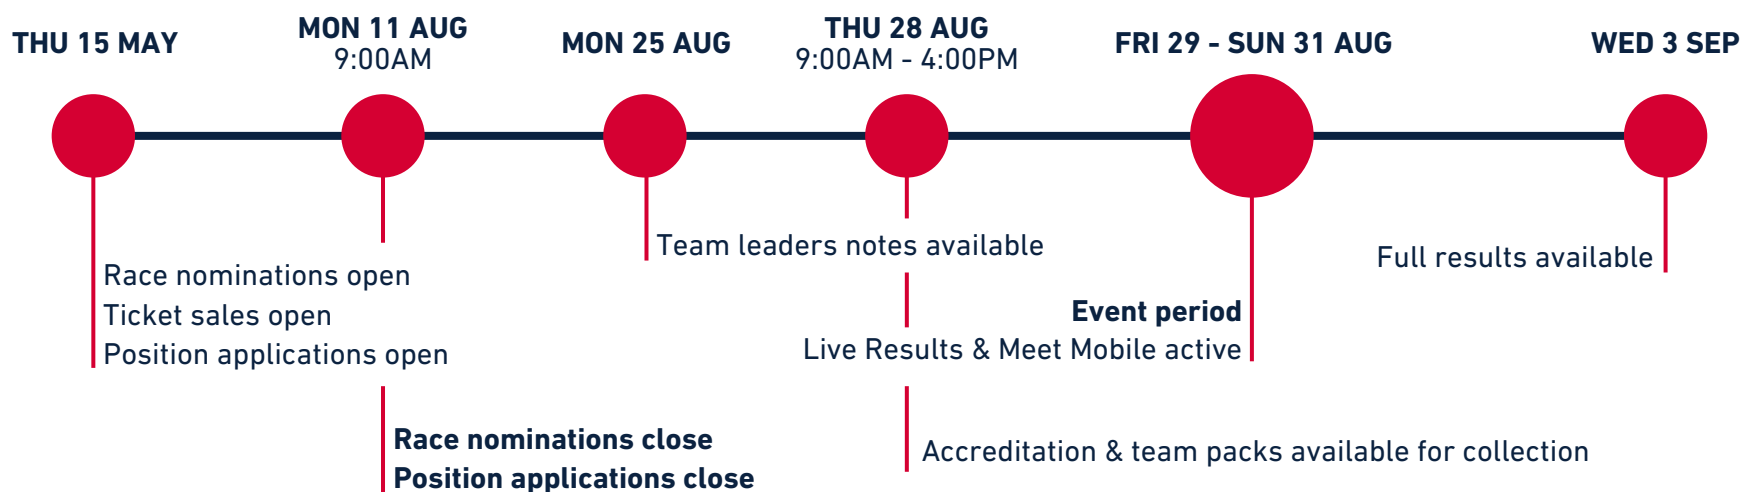 THU 15 MAY
MON 11 AUG
9:00AM
MON 25 AUG
THU 28 AUG
9:00AM - 4:00PM
FRI 29 - SUN 31 AUG
WED 3 SEP
Race nominations open
Ticket sales open
Position applications open
Race nominations close
Position applications close
Team leaders notes available
Accreditation & team packs available for collection
Event period
Live Results & Meet Mobile active
Full results available